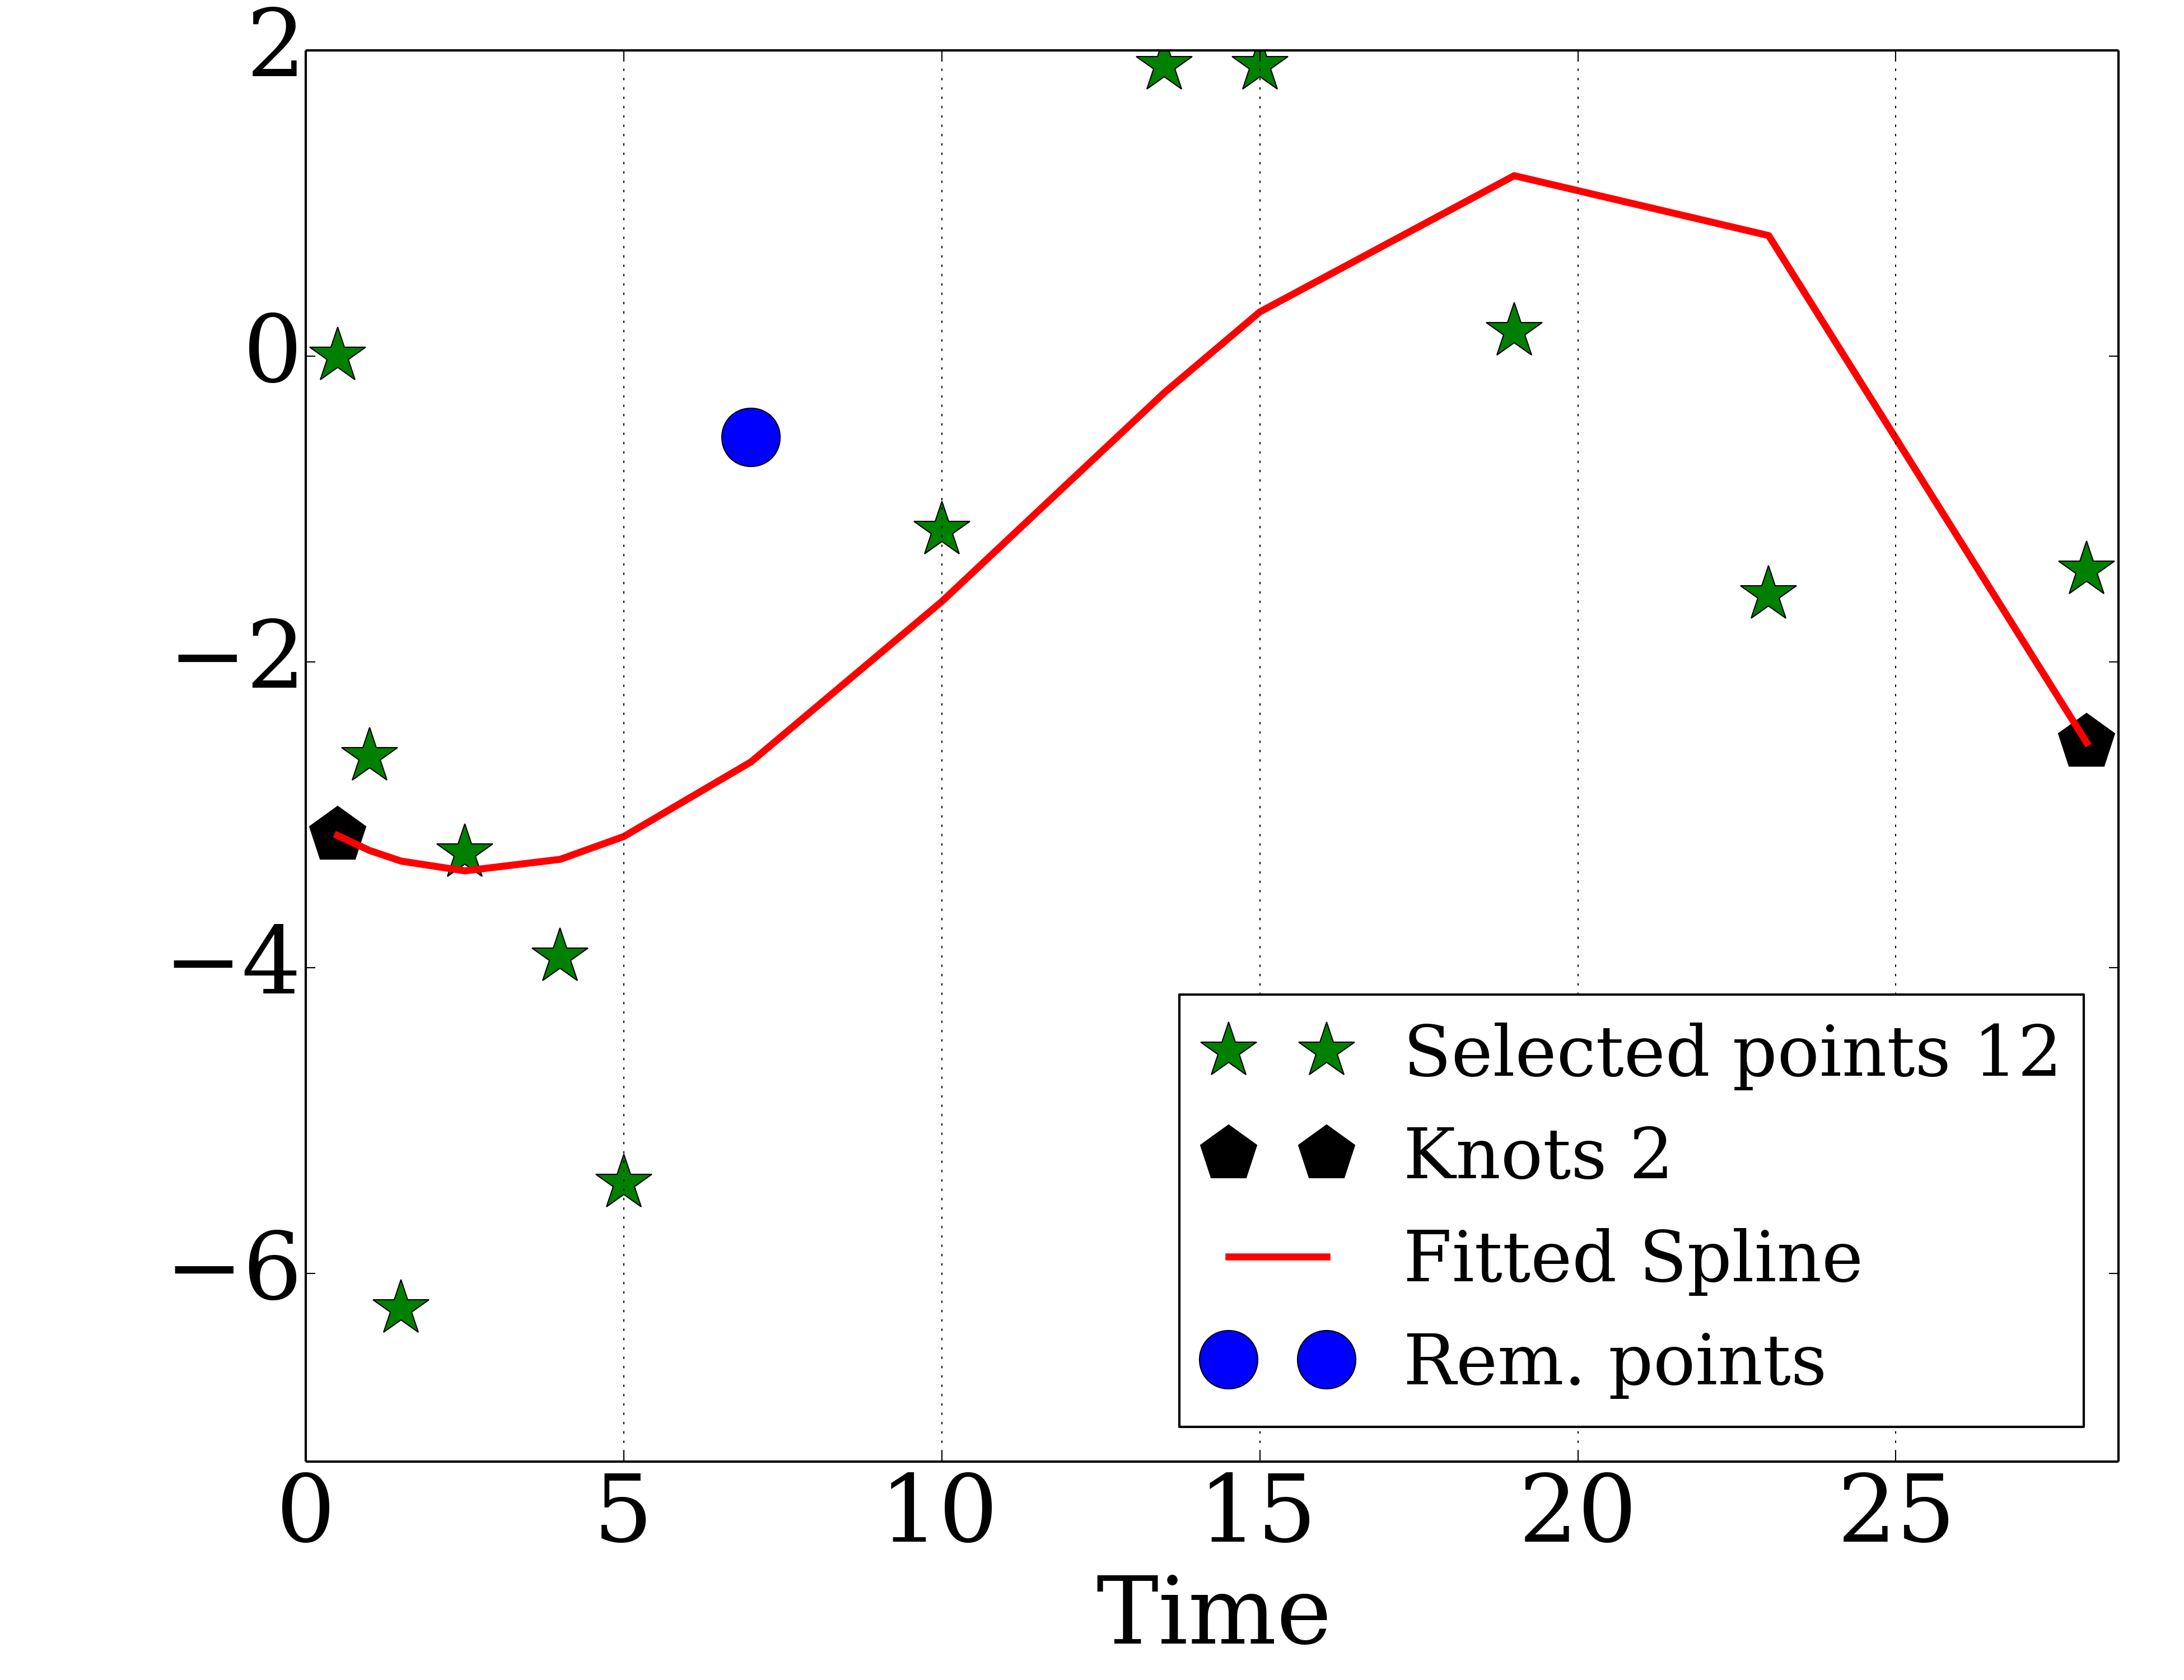 2
0
−2
−4
−6
0 5 10 15 20 25
Time
Selected points 12
Knots 2
Fitted Spline
Rem. points